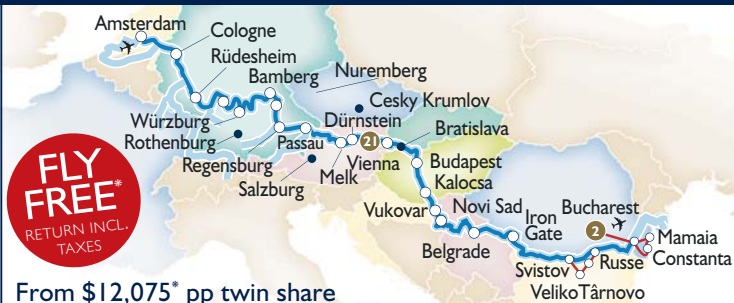 Amsterdam
Cologne
Rüdesheim
Bamberg
Nuremberg
Cesky Krumlov
Dürnstein
Würzburg
Rothenburg
Regensburg
Passau
21
Bratislava
Salzburg
Melk
Vienna
Budapest
Kalocsa
Vukovar
Novi Sad
Iron
Gate
Bucharest
2
Belgrade
Mamaia
Constanta
Svistov
Russe
Veliko Târnovo
FLY
FREE*
RETURN INCL.
TAXES
From $12,075* pp twin share